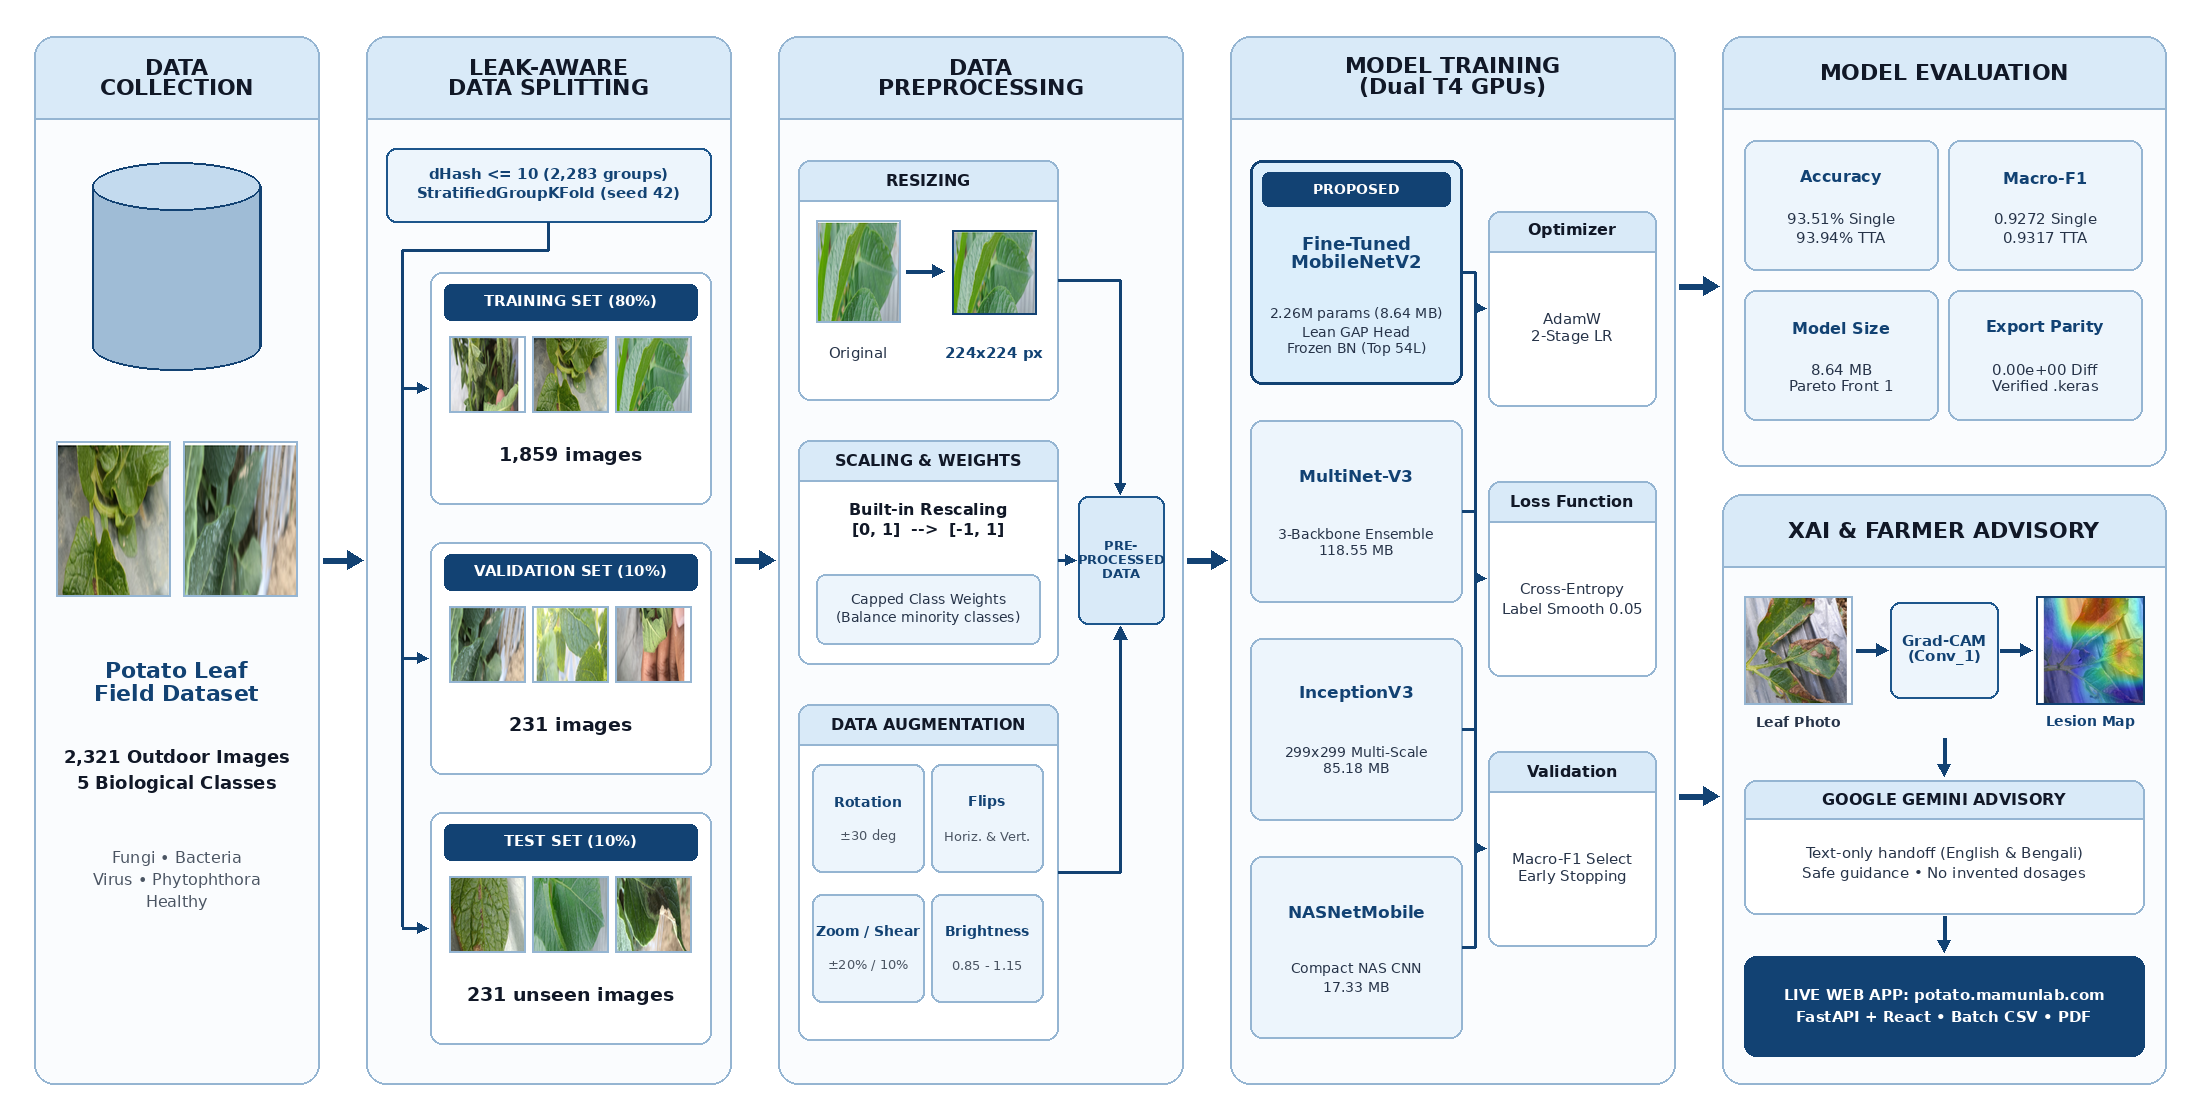 DATA
COLLECTION
Potato Leaf
Field Dataset
2,321 Outdoor Images
5 Biological Classes
Fungi • Bacteria
Virus • Phytophthora
Healthy
LEAK-AWARE
DATA SPLITTING
dHash <= 10 (2,283 groups)
StratifiedGroupKFold (seed 42)
TRAINING SET (80%)
1,859 images
VALIDATION SET (10%)
231 images
TEST SET (10%)
231 unseen images
DATA
PREPROCESSING
RESIZING
Original
224x224 px
SCALING & WEIGHTS
Built-in Rescaling
[0, 1] --> [-1, 1]
Capped Class Weights
(Balance minority classes)
PRE-
PROCESSED
DATA
DATA AUGMENTATION
Rotation
±30 deg
Flips
Horiz. & Vert.
Zoom / Shear
±20% / 10%
Brightness
0.85 - 1.15
MODEL TRAINING
(Dual T4 GPUs)
PROPOSED
Fine-Tuned
MobileNetV2
2.26M params (8.64 MB)
Lean GAP Head
Frozen BN (Top 54L)
MultiNet-V3
3-Backbone Ensemble
118.55 MB
InceptionV3
299x299 Multi-Scale
85.18 MB
NASNetMobile
Compact NAS CNN
17.33 MB
Optimizer
AdamW
2-Stage LR
Loss Function
Cross-Entropy
Label Smooth 0.05
Validation
Macro-F1 Select
Early Stopping
MODEL EVALUATION
Accuracy
93.51% Single
93.94% TTA
Macro-F1
0.9272 Single
0.9317 TTA
Model Size
8.64 MB
Pareto Front 1
Export Parity
0.00e+00 Diff
Verified .keras
XAI & FARMER ADVISORY
Leaf Photo
Grad-CAM
(Conv_1)
Lesion Map
GOOGLE GEMINI ADVISORY
Text-only handoff (English & Bengali)
Safe guidance • No invented dosages
LIVE WEB APP: potato.mamunlab.com
FastAPI + React • Batch CSV • PDF